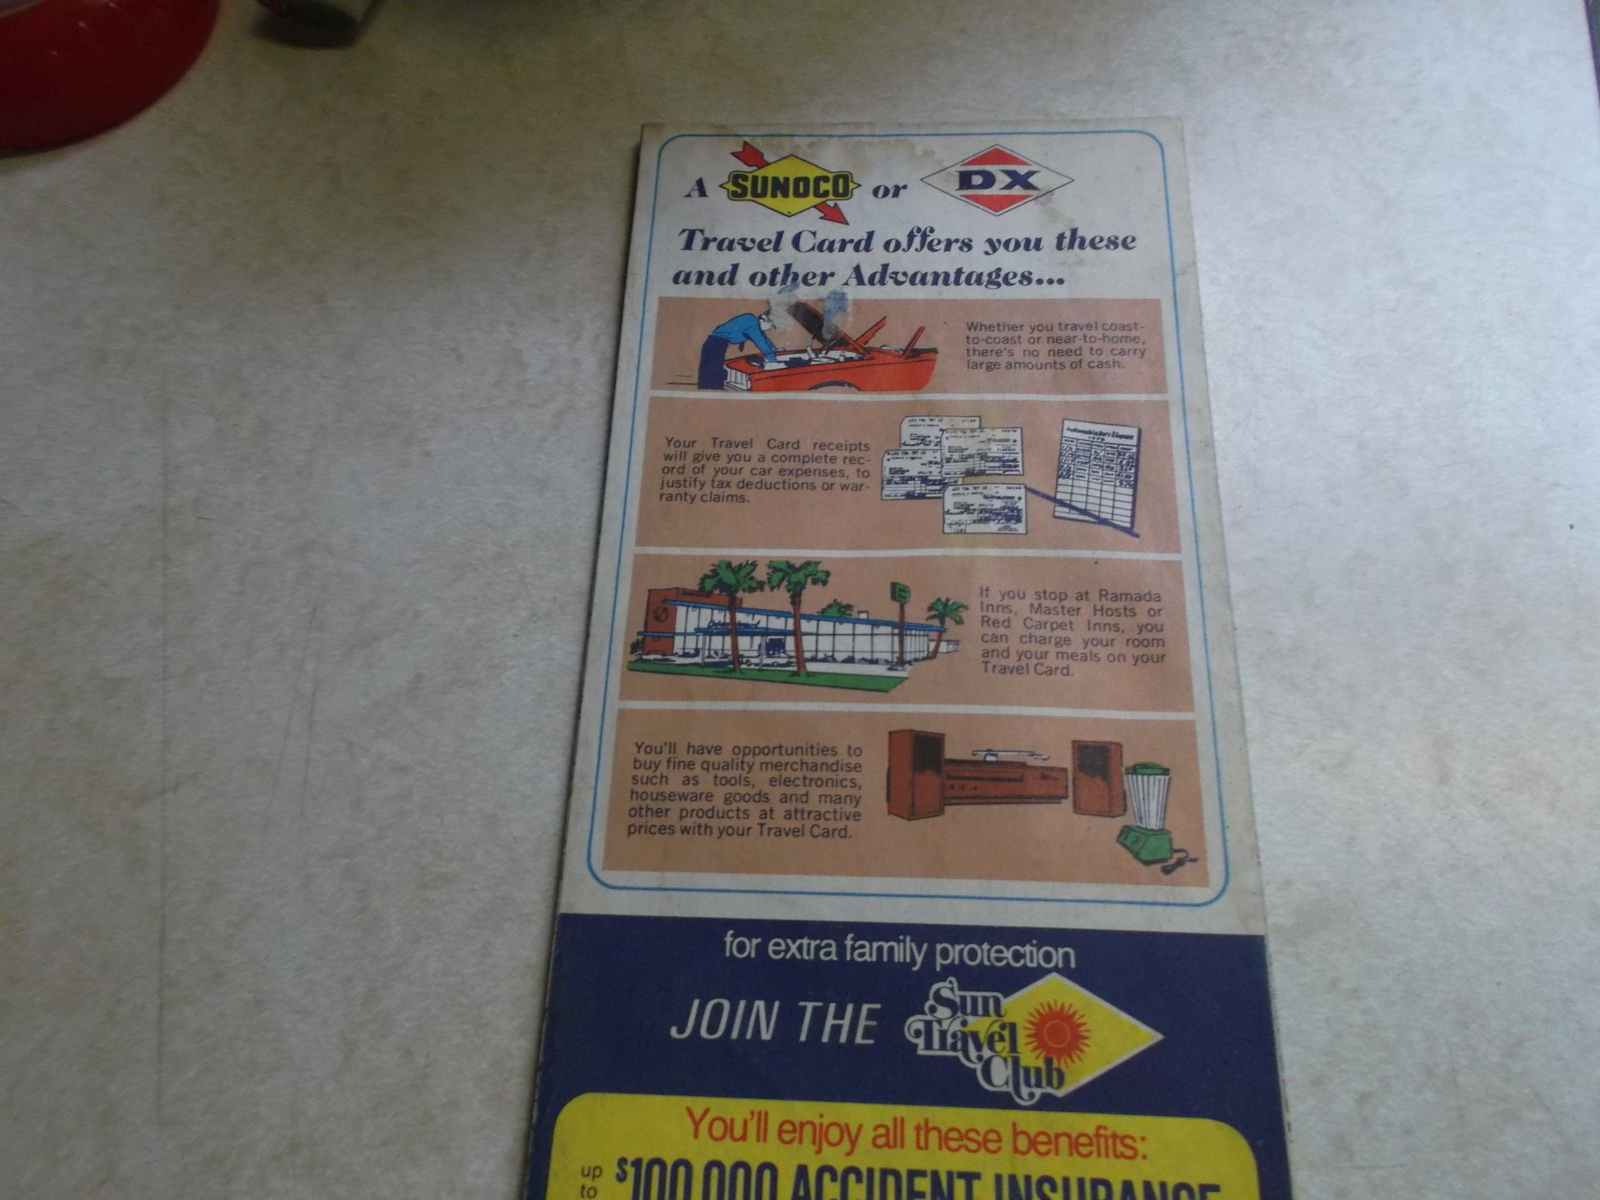 A SUNOCO or DX
Travel Card offers you these
and other Advantages...
Whether you travel coast-
to-coast or near-to-home,
there's no need to carry
large amounts of cash.
Your Travel Card receipts
will give you a complete rec-
ord of your car expenses, to
justify tax deductions or war-
ranty claims.
If you stop at Ramada
Inns, Master Hosts or
Red Carpet Inns, you
can charge your room
and your meals on your
Travel Card.
You'll have opportunities to
buy fine quality merchandise
such as tools, electronics,
houseware goods and many
other products at attractive
prices with your Travel Card.
for extra family protection
JOIN THE
Sun
Travel
Club
You'll enjoy all these benefits:
up
to
$100,000 ACCIDENT INSURANCE